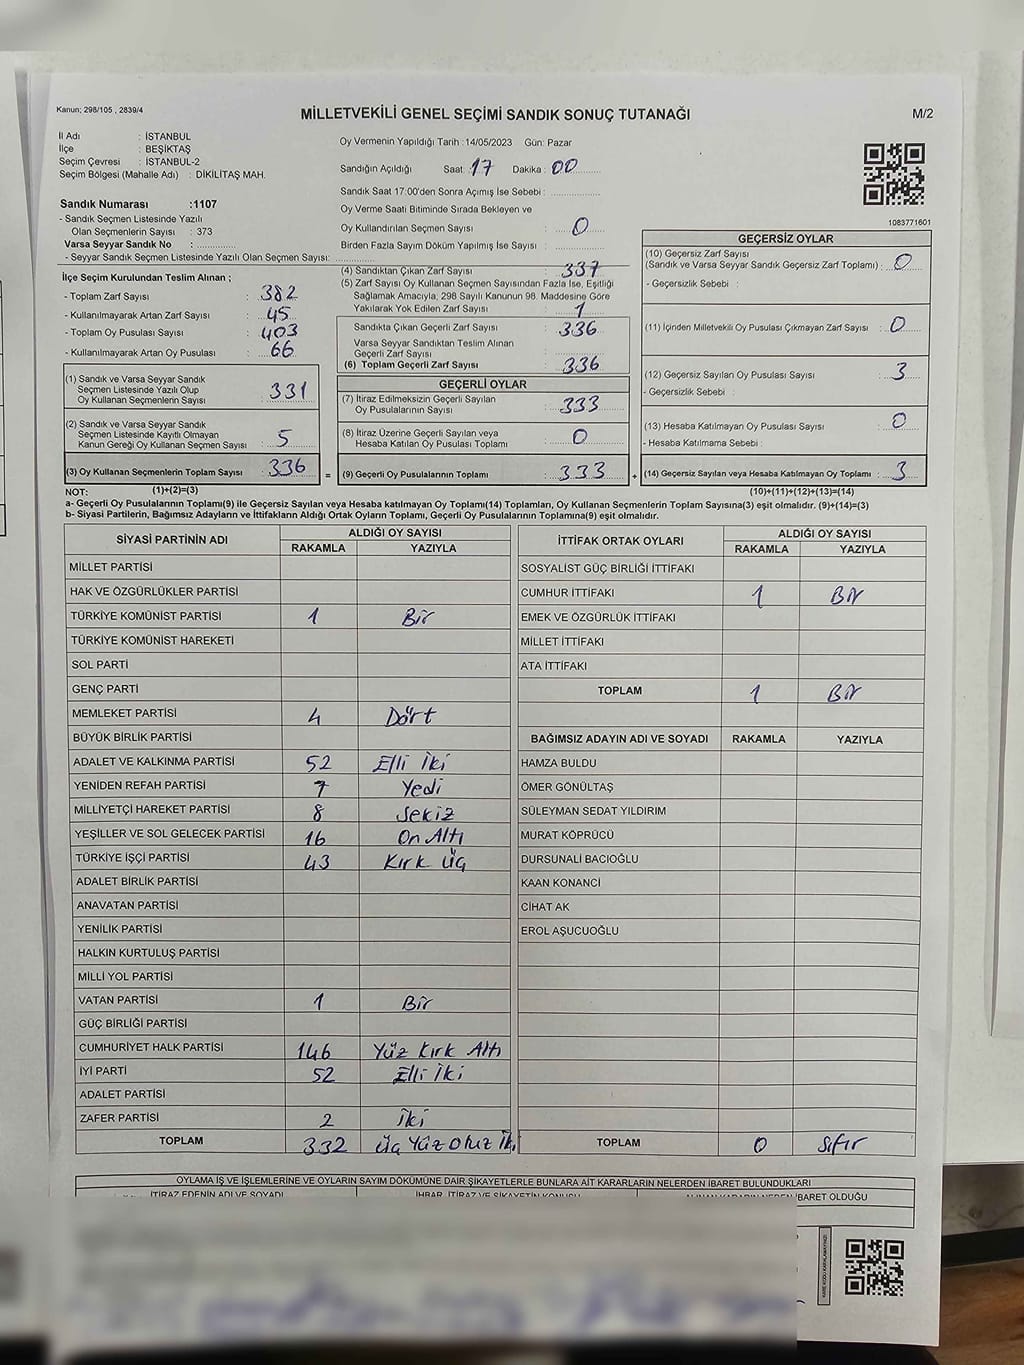 Kanun; 298/105 , 2839/4
MİLLETVEKİLİ GENEL SEÇİMİ SANDIK SONUÇ TUTANAĞI
M/2
İl Adı : İSTANBUL
İlçe : BEŞİKTAŞ
Seçim Çevresi : İSTANBUL-2
Seçim Bölgesi (Mahalle Adı) : DİKİLİTAŞ MAH.
Sandık Numarası :1107
- Sandık Seçmen Listesinde Yazılı
Olan Seçmenlerin Sayısı : 373
Varsa Seyyar Sandık No :
- Seyyar Sandık Seçmen Listesinde Yazılı Olan Seçmen Sayısı:
Oy Vermenin Yapıldığı Tarih :14/05/2023 Gün: Pazar
Sandığın Açıldığı Saat : 17 Dakika : 00
Sandık Saat 17:00'den Sonra Açımış İse Sebebi :
Oy Verme Saati Bitiminde Sırada Bekleyen ve
Oy Kullandırılan Seçmen Sayısı : 0
Birden Fazla Sayım Döküm Yapılmış İse Sayısı :
1083771601
İlçe Seçim Kurulundan Teslim Alınan ;
- Toplam Zarf Sayısı : 382
- Kullanılmayarak Artan Zarf Sayısı : 45
- Toplam Oy Pusulası Sayısı : 403
- Kullanılmayarak Artan Oy Pusulası : 66
(1) Sandık ve Varsa Seyyar Sandık
Seçmen Listesinde Yazılı Olup
Oy Kullanan Seçmenlerin Sayısı : 331
(2) Sandık ve Varsa Seyyar Sandık
Seçmen Listesinde Kayıtlı Olmayan
Kanun Gereği Oy Kullanan Seçmen Sayısı : 5
(3) Oy Kullanan Seçmenlerin Toplam Sayısı : 336 =
(1)+(2)=(3)
(4) Sandıktan Çıkan Zarf Sayısı : 337
(5) Zarf Sayısı Oy Kullanan Seçmen Sayısından Fazla İse, Eşitliği
Sağlamak Amacıyla, 298 Sayılı Kanunun 98. Maddesine Göre
Yakılarak Yok Edilen Zarf Sayısı : 1
Sandıkta Çıkan Geçerli Zarf Sayısı : 336
Varsa Seyyar Sandıktan Teslim Alınan
Geçerli Zarf Sayısı :
(6) Toplam Geçerli Zarf Sayısı : 336
GEÇERLİ OYLAR
(7) İtiraz Edilmeksizin Geçerli Sayılan
Oy Pusulalarının Sayısı : 333
(8) İtiraz Üzerine Geçerli Sayılan veya
Hesaba Katılan Oy Pusulası Toplamı : 0
(9) Geçerli Oy Pusulalarının Toplamı : 333 +
GEÇERSİZ OYLAR
(10) Geçersiz Zarf Sayısı
(Sandık ve Varsa Seyyar Sandık Geçersiz Zarf Toplamı) : 0
- Geçersizlik Sebebi :
(11) İçinden Milletvekili Oy Pusulası Çıkmayan Zarf Sayısı : 0
(12) Geçersiz Sayılan Oy Pusulası Sayısı : 3
- Geçersizlik Sebebi :
(13) Hesaba Katılmayan Oy Pusulası Sayısı : 0
- Hesaba Katılmama Sebebi :
(14) Geçersiz Sayılan veya Hesaba Katılmayan Oy Toplamı : 3
(10)+(11)+(12)+(13)=(14)
NOT:
a- Geçerli Oy Pusulalarının Toplamı(9) ile Geçersiz Sayılan veya Hesaba katılmayan Oy Toplamı(14) Toplamları, Oy Kullanan Seçmenlerin Toplam Sayısına(3) eşit olmalıdır. (9)+(14)=(3)
b- Siyasi Partilerin, Bağımsız Adayların ve İttifakların Aldığı Ortak Oyların Toplamı, Geçerli Oy Pusulalarının Toplamına(9) eşit olmalıdır.
SİYASİ PARTİNİN ADI ALDIĞI OY SAYISI
RAKAMLA YAZIYLA
MİLLET PARTİSİ
HAK VE ÖZGÜRLÜKLER PARTİSİ
TÜRKİYE KOMÜNİST PARTİSİ 1 Bir
TÜRKİYE KOMÜNİST HAREKETİ
SOL PARTİ
GENÇ PARTİ
MEMLEKET PARTİSİ 4 Dört
BÜYÜK BİRLİK PARTİSİ
ADALET VE KALKINMA PARTİSİ 52 Elli İki
YENİDEN REFAH PARTİSİ 7 Yedi
MİLLİYETÇİ HAREKET PARTİSİ 8 Sekiz
YEŞİLLER VE SOL GELECEK PARTİSİ 16 On Altı
TÜRKİYE İŞÇİ PARTİSİ 43 Kırk Üç
ADALET BİRLİK PARTİSİ
ANAVATAN PARTİSİ
YENİLİK PARTİSİ
HALKIN KURTULUŞ PARTİSİ
MİLLİ YOL PARTİSİ
VATAN PARTİSİ 1 Bir
GÜÇ BİRLİĞİ PARTİSİ
CUMHURİYET HALK PARTİSİ 146 Yüz Kırk Altı
İYİ PARTİ 52 Elli İki
ADALET PARTİSİ
ZAFER PARTİSİ 2 İki
TOPLAM 332 Üç Yüz Otuz İki
İTTİFAK ORTAK OYLARI ALDIĞI OY SAYISI
RAKAMLA YAZIYLA
SOSYALİST GÜÇ BİRLİĞİ İTTİFAKI
CUMHUR İTTİFAKI 1 Bir
EMEK VE ÖZGÜRLÜK İTTİFAKI
MİLLET İTTİFAKI
ATA İTTİFAKI
TOPLAM 1 Bir
BAĞIMSIZ ADAYIN ADI VE SOYADI RAKAMLA YAZIYLA
HAMZA BULDU
ÖMER GÖNÜLTAŞ
SÜLEYMAN SEDAT YILDIRIM
MURAT KÖPRÜCÜ
DURSUNALİ BACIOĞLU
KAAN KONANCİ
CİHAT AK
EROL AŞUCUOĞLU
TOPLAM 0 Sıfır
OYLAMA İŞ VE İŞLEMLERİNE VE OYLARIN SAYIM DÖKÜMÜNE DAİR ŞİKAYETLERLE BUNLARA AİT KARARLARIN NELERDEN İBARET BULUNDUKLARI
İTİRAZ EDENİN ADI VE SOYADI İHBAR, İTİRAZ VE ŞİKAYETİN KONUSU ALINAN KARARIN NEDEN İBARET OLDUĞU